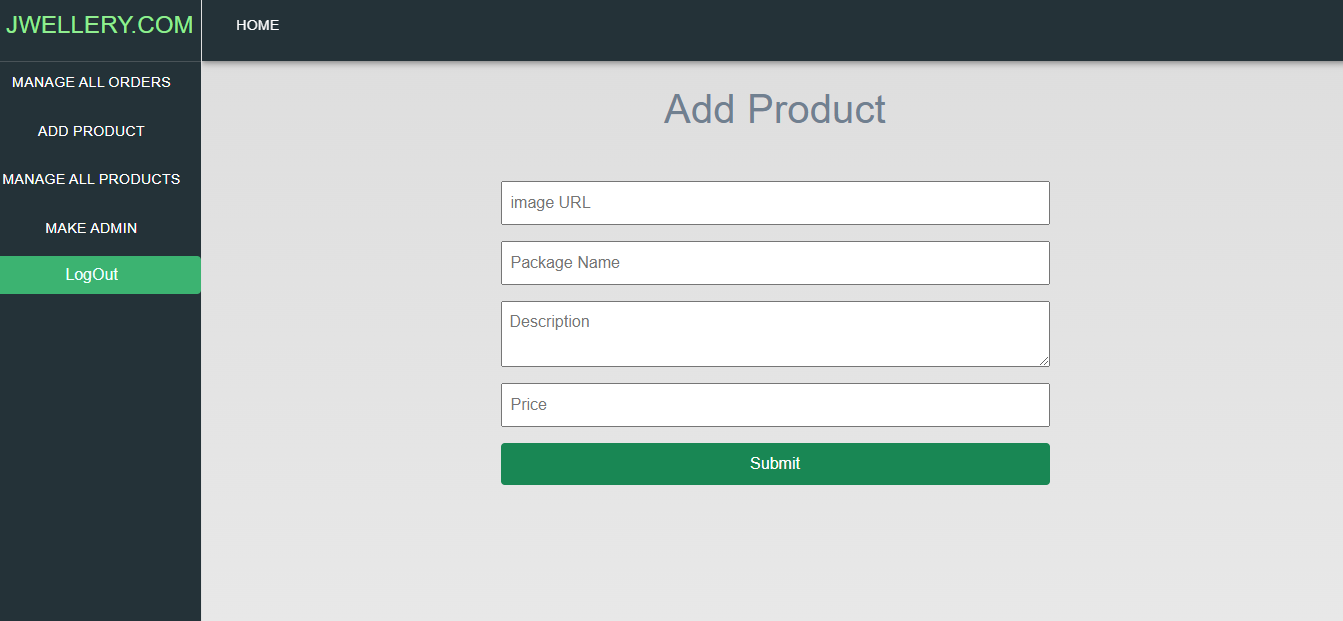 JWELLERY.COM
HOME
MANAGE ALL ORDERS
ADD PRODUCT
MANAGE ALL PRODUCTS
MAKE ADMIN
LogOut
Add Product
image URL
Package Name
Description
Price
Submit